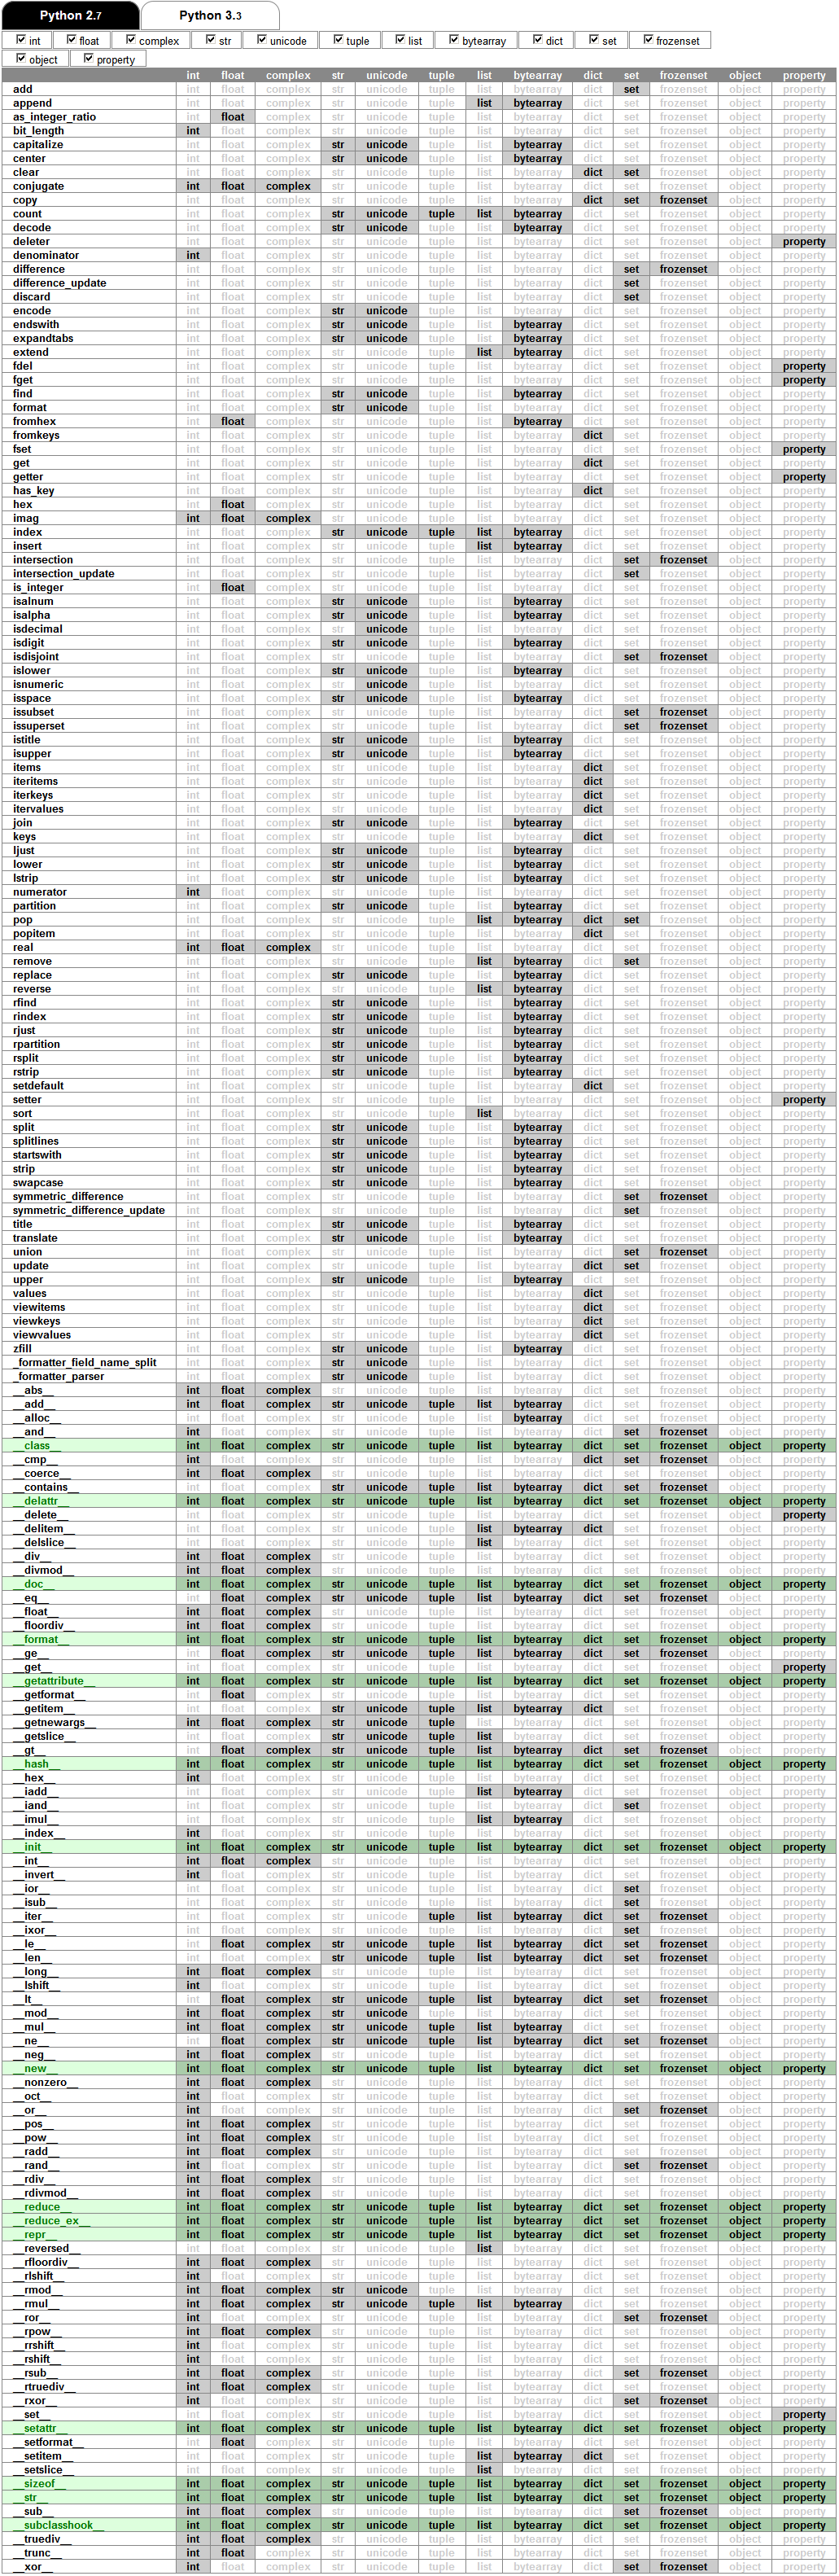 Python 2.7 Python 3.3
int float complex str unicode tuple list bytearray dict set frozenset
object property
int float complex str unicode tuple list bytearray dict set frozenset object property
add int float complex str unicode tuple list bytearray dict set frozenset object property
append int float complex str unicode tuple list bytearray dict set frozenset object property
as_integer_ratio int float complex str unicode tuple list bytearray dict set frozenset object property
bit_length int float complex str unicode tuple list bytearray dict set frozenset object property
capitalize int float complex str unicode tuple list bytearray dict set frozenset object property
center int float complex str unicode tuple list bytearray dict set frozenset object property
clear int float complex str unicode tuple list bytearray dict set frozenset object property
conjugate int float complex str unicode tuple list bytearray dict set frozenset object property
copy int float complex str unicode tuple list bytearray dict set frozenset object property
count int float complex str unicode tuple list bytearray dict set frozenset object property
decode int float complex str unicode tuple list bytearray dict set frozenset object property
deleter int float complex str unicode tuple list bytearray dict set frozenset object property
denominator int float complex str unicode tuple list bytearray dict set frozenset object property
difference int float complex str unicode tuple list bytearray dict set frozenset object property
difference_update int float complex str unicode tuple list bytearray dict set frozenset object property
discard int float complex str unicode tuple list bytearray dict set frozenset object property
encode int float complex str unicode tuple list bytearray dict set frozenset object property
endswith int float complex str unicode tuple list bytearray dict set frozenset object property
expandtabs int float complex str unicode tuple list bytearray dict set frozenset object property
extend int float complex str unicode tuple list bytearray dict set frozenset object property
fdel int float complex str unicode tuple list bytearray dict set frozenset object property
fget int float complex str unicode tuple list bytearray dict set frozenset object property
find int float complex str unicode tuple list bytearray dict set frozenset object property
format int float complex str unicode tuple list bytearray dict set frozenset object property
fromhex int float complex str unicode tuple list bytearray dict set frozenset object property
fromkeys int float complex str unicode tuple list bytearray dict set frozenset object property
fset int float complex str unicode tuple list bytearray dict set frozenset object property
get int float complex str unicode tuple list bytearray dict set frozenset object property
getter int float complex str unicode tuple list bytearray dict set frozenset object property
has_key int float complex str unicode tuple list bytearray dict set frozenset object property
hex int float complex str unicode tuple list bytearray dict set frozenset object property
imag int float complex str unicode tuple list bytearray dict set frozenset object property
index int float complex str unicode tuple list bytearray dict set frozenset object property
insert int float complex str unicode tuple list bytearray dict set frozenset object property
intersection int float complex str unicode tuple list bytearray dict set frozenset object property
intersection_update int float complex str unicode tuple list bytearray dict set frozenset object property
is_integer int float complex str unicode tuple list bytearray dict set frozenset object property
isalnum int float complex str unicode tuple list bytearray dict set frozenset object property
isalpha int float complex str unicode tuple list bytearray dict set frozenset object property
isdecimal int float complex str unicode tuple list bytearray dict set frozenset object property
isdigit int float complex str unicode tuple list bytearray dict set frozenset object property
isdisjoint int float complex str unicode tuple list bytearray dict set frozenset object property
islower int float complex str unicode tuple list bytearray dict set frozenset object property
isnumeric int float complex str unicode tuple list bytearray dict set frozenset object property
isspace int float complex str unicode tuple list bytearray dict set frozenset object property
issubset int float complex str unicode tuple list bytearray dict set frozenset object property
issuperset int float complex str unicode tuple list bytearray dict set frozenset object property
istitle int float complex str unicode tuple list bytearray dict set frozenset object property
isupper int float complex str unicode tuple list bytearray dict set frozenset object property
items int float complex str unicode tuple list bytearray dict set frozenset object property
iteritems int float complex str unicode tuple list bytearray dict set frozenset object property
iterkeys int float complex str unicode tuple list bytearray dict set frozenset object property
itervalues int float complex str unicode tuple list bytearray dict set frozenset object property
join int float complex str unicode tuple list bytearray dict set frozenset object property
keys int float complex str unicode tuple list bytearray dict set frozenset object property
ljust int float complex str unicode tuple list bytearray dict set frozenset object property
lower int float complex str unicode tuple list bytearray dict set frozenset object property
lstrip int float complex str unicode tuple list bytearray dict set frozenset object property
numerator int float complex str unicode tuple list bytearray dict set frozenset object property
partition int float complex str unicode tuple list bytearray dict set frozenset object property
pop int float complex str unicode tuple list bytearray dict set frozenset object property
popitem int float complex str unicode tuple list bytearray dict set frozenset object property
real int float complex str unicode tuple list bytearray dict set frozenset object property
remove int float complex str unicode tuple list bytearray dict set frozenset object property
replace int float complex str unicode tuple list bytearray dict set frozenset object property
reverse int float complex str unicode tuple list bytearray dict set frozenset object property
rfind int float complex str unicode tuple list bytearray dict set frozenset object property
rindex int float complex str unicode tuple list bytearray dict set frozenset object property
rjust int float complex str unicode tuple list bytearray dict set frozenset object property
rpartition int float complex str unicode tuple list bytearray dict set frozenset object property
rsplit int float complex str unicode tuple list bytearray dict set frozenset object property
rstrip int float complex str unicode tuple list bytearray dict set frozenset object property
setdefault int float complex str unicode tuple list bytearray dict set frozenset object property
setter int float complex str unicode tuple list bytearray dict set frozenset object property
sort int float complex str unicode tuple list bytearray dict set frozenset object property
split int float complex str unicode tuple list bytearray dict set frozenset object property
splitlines int float complex str unicode tuple list bytearray dict set frozenset object property
startswith int float complex str unicode tuple list bytearray dict set frozenset object property
strip int float complex str unicode tuple list bytearray dict set frozenset object property
swapcase int float complex str unicode tuple list bytearray dict set frozenset object property
symmetric_difference int float complex str unicode tuple list bytearray dict set frozenset object property
symmetric_difference_update int float complex str unicode tuple list bytearray dict set frozenset object property
title int float complex str unicode tuple list bytearray dict set frozenset object property
translate int float complex str unicode tuple list bytearray dict set frozenset object property
union int float complex str unicode tuple list bytearray dict set frozenset object property
update int float complex str unicode tuple list bytearray dict set frozenset object property
upper int float complex str unicode tuple list bytearray dict set frozenset object property
values int float complex str unicode tuple list bytearray dict set frozenset object property
viewitems int float complex str unicode tuple list bytearray dict set frozenset object property
viewkeys int float complex str unicode tuple list bytearray dict set frozenset object property
viewvalues int float complex str unicode tuple list bytearray dict set frozenset object property
zfill int float complex str unicode tuple list bytearray dict set frozenset object property
_formatter_field_name_split int float complex str unicode tuple list bytearray dict set frozenset object property
_formatter_parser int float complex str unicode tuple list bytearray dict set frozenset object property
__abs__ int float complex str unicode tuple list bytearray dict set frozenset object property
__add__ int float complex str unicode tuple list bytearray dict set frozenset object property
__alloc__ int float complex str unicode tuple list bytearray dict set frozenset object property
__and__ int float complex str unicode tuple list bytearray dict set frozenset object property
__class__ int float complex str unicode tuple list bytearray dict set frozenset object property
__cmp__ int float complex str unicode tuple list bytearray dict set frozenset object property
__coerce__ int float complex str unicode tuple list bytearray dict set frozenset object property
__contains__ int float complex str unicode tuple list bytearray dict set frozenset object property
__delattr__ int float complex str unicode tuple list bytearray dict set frozenset object property
__delete__ int float complex str unicode tuple list bytearray dict set frozenset object property
__delitem__ int float complex str unicode tuple list bytearray dict set frozenset object property
__delslice__ int float complex str unicode tuple list bytearray dict set frozenset object property
__div__ int float complex str unicode tuple list bytearray dict set frozenset object property
__divmod__ int float complex str unicode tuple list bytearray dict set frozenset object property
__doc__ int float complex str unicode tuple list bytearray dict set frozenset object property
__eq__ int float complex str unicode tuple list bytearray dict set frozenset object property
__float__ int float complex str unicode tuple list bytearray dict set frozenset object property
__floordiv__ int float complex str unicode tuple list bytearray dict set frozenset object property
__format__ int float complex str unicode tuple list bytearray dict set frozenset object property
__ge__ int float complex str unicode tuple list bytearray dict set frozenset object property
__get__ int float complex str unicode tuple list bytearray dict set frozenset object property
__getattribute__ int float complex str unicode tuple list bytearray dict set frozenset object property
__getformat__ int float complex str unicode tuple list bytearray dict set frozenset object property
__getitem__ int float complex str unicode tuple list bytearray dict set frozenset object property
__getnewargs__ int float complex str unicode tuple list bytearray dict set frozenset object property
__getslice__ int float complex str unicode tuple list bytearray dict set frozenset object property
__gt__ int float complex str unicode tuple list bytearray dict set frozenset object property
__hash__ int float complex str unicode tuple list bytearray dict set frozenset object property
__hex__ int float complex str unicode tuple list bytearray dict set frozenset object property
__iadd__ int float complex str unicode tuple list bytearray dict set frozenset object property
__iand__ int float complex str unicode tuple list bytearray dict set frozenset object property
__imul__ int float complex str unicode tuple list bytearray dict set frozenset object property
__index__ int float complex str unicode tuple list bytearray dict set frozenset object property
__init__ int float complex str unicode tuple list bytearray dict set frozenset object property
__int__ int float complex str unicode tuple list bytearray dict set frozenset object property
__invert__ int float complex str unicode tuple list bytearray dict set frozenset object property
__ior__ int float complex str unicode tuple list bytearray dict set frozenset object property
__isub__ int float complex str unicode tuple list bytearray dict set frozenset object property
__iter__ int float complex str unicode tuple list bytearray dict set frozenset object property
__ixor__ int float complex str unicode tuple list bytearray dict set frozenset object property
__le__ int float complex str unicode tuple list bytearray dict set frozenset object property
__len__ int float complex str unicode tuple list bytearray dict set frozenset object property
__long__ int float complex str unicode tuple list bytearray dict set frozenset object property
__lshift__ int float complex str unicode tuple list bytearray dict set frozenset object property
__lt__ int float complex str unicode tuple list bytearray dict set frozenset object property
__mod__ int float complex str unicode tuple list bytearray dict set frozenset object property
__mul__ int float complex str unicode tuple list bytearray dict set frozenset object property
__ne__ int float complex str unicode tuple list bytearray dict set frozenset object property
__neg__ int float complex str unicode tuple list bytearray dict set frozenset object property
__new__ int float complex str unicode tuple list bytearray dict set frozenset object property
__nonzero__ int float complex str unicode tuple list bytearray dict set frozenset object property
__oct__ int float complex str unicode tuple list bytearray dict set frozenset object property
__or__ int float complex str unicode tuple list bytearray dict set frozenset object property
__pos__ int float complex str unicode tuple list bytearray dict set frozenset object property
__pow__ int float complex str unicode tuple list bytearray dict set frozenset object property
__radd__ int float complex str unicode tuple list bytearray dict set frozenset object property
__rand__ int float complex str unicode tuple list bytearray dict set frozenset object property
__rdiv__ int float complex str unicode tuple list bytearray dict set frozenset object property
__rdivmod__ int float complex str unicode tuple list bytearray dict set frozenset object property
__reduce__ int float complex str unicode tuple list bytearray dict set frozenset object property
__reduce_ex__ int float complex str unicode tuple list bytearray dict set frozenset object property
__repr__ int float complex str unicode tuple list bytearray dict set frozenset object property
__reversed__ int float complex str unicode tuple list bytearray dict set frozenset object property
__rfloordiv__ int float complex str unicode tuple list bytearray dict set frozenset object property
__rlshift__ int float complex str unicode tuple list bytearray dict set frozenset object property
__rmod__ int float complex str unicode tuple list bytearray dict set frozenset object property
__rmul__ int float complex str unicode tuple list bytearray dict set frozenset object property
__ror__ int float complex str unicode tuple list bytearray dict set frozenset object property
__rpow__ int float complex str unicode tuple list bytearray dict set frozenset object property
__rrshift__ int float complex str unicode tuple list bytearray dict set frozenset object property
__rshift__ int float complex str unicode tuple list bytearray dict set frozenset object property
__rsub__ int float complex str unicode tuple list bytearray dict set frozenset object property
__rtruediv__ int float complex str unicode tuple list bytearray dict set frozenset object property
__rxor__ int float complex str unicode tuple list bytearray dict set frozenset object property
__set__ int float complex str unicode tuple list bytearray dict set frozenset object property
__setattr__ int float complex str unicode tuple list bytearray dict set frozenset object property
__setformat__ int float complex str unicode tuple list bytearray dict set frozenset object property
__setitem__ int float complex str unicode tuple list bytearray dict set frozenset object property
__setslice__ int float complex str unicode tuple list bytearray dict set frozenset object property
__sizeof__ int float complex str unicode tuple list bytearray dict set frozenset object property
__str__ int float complex str unicode tuple list bytearray dict set frozenset object property
__sub__ int float complex str unicode tuple list bytearray dict set frozenset object property
__subclasshook__ int float complex str unicode tuple list bytearray dict set frozenset object property
__truediv__ int float complex str unicode tuple list bytearray dict set frozenset object property
__trunc__ int float complex str unicode tuple list bytearray dict set frozenset object property
__xor__ int float complex str unicode tuple list bytearray dict set frozenset object property